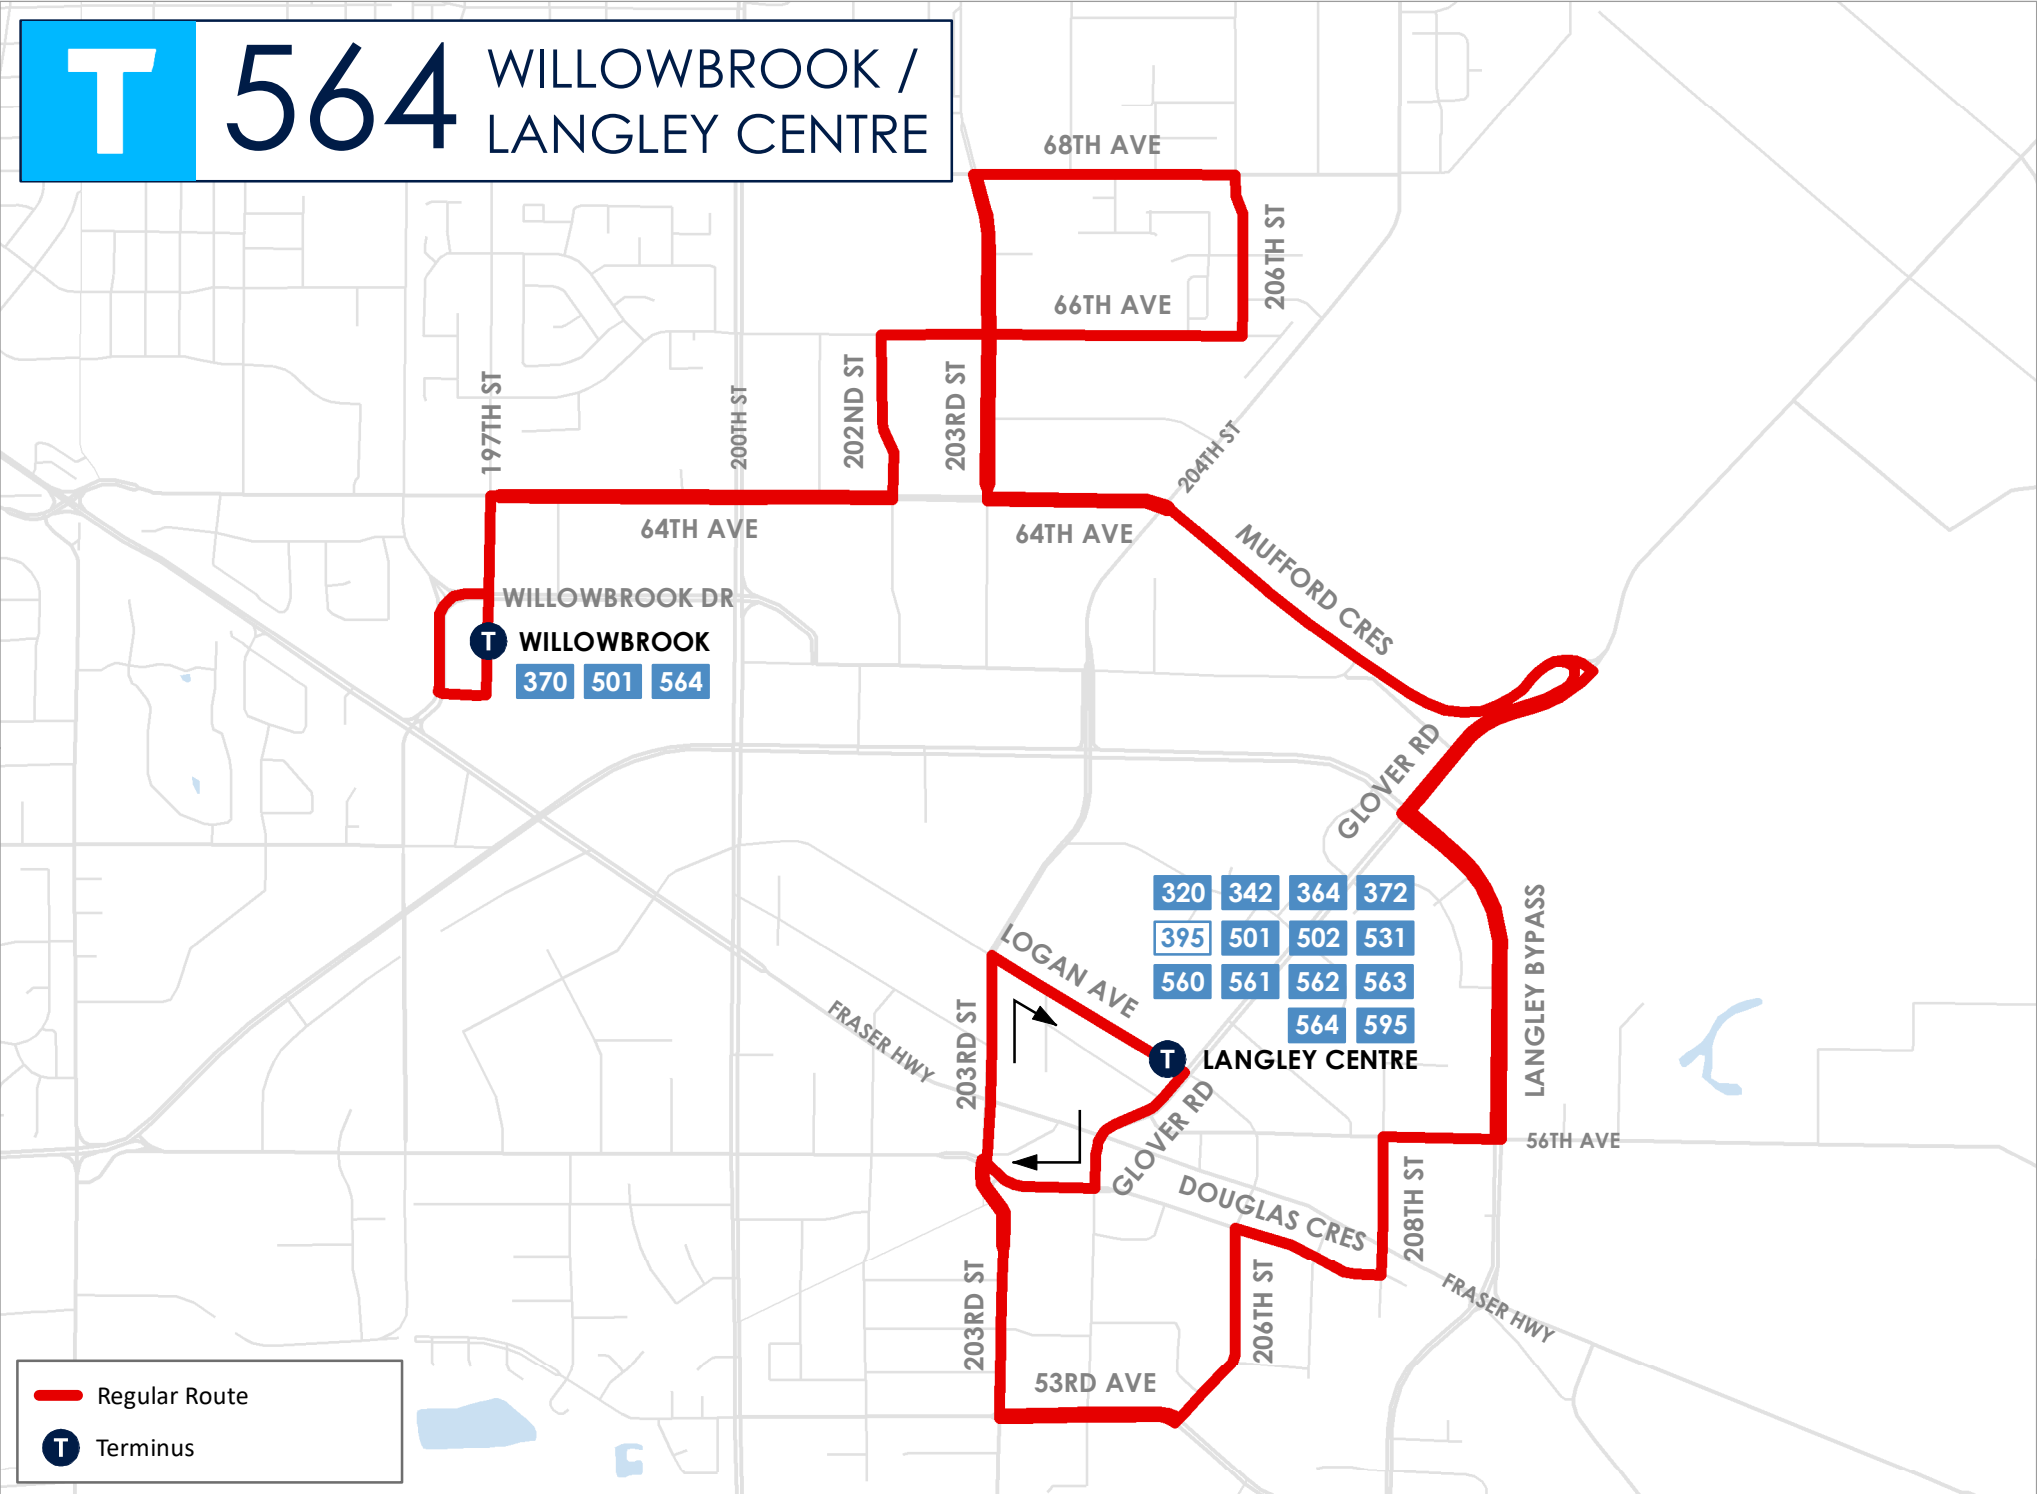 T
564
WILLOWBROOK /
LANGLEY CENTRE
68TH AVE
206TH ST
66TH AVE
197TH ST
200TH ST
202ND ST
203RD ST
204TH ST
64TH AVE
64TH AVE
MUFFORD CRES
WILLOWBROOK DR
T WILLOWBROOK
370 501 564
GLOVER RD
320 342 364 372
395 501 502 531
560 561 562 563
564 595
T LANGLEY CENTRE
LOGAN AVE
LANGLEY BYPASS
FRASER HWY
203RD ST
GLOVER RD
56TH AVE
DOUGLAS CRES
208TH ST
203RD ST
206TH ST
FRASER HWY
53RD AVE
Regular Route
T Terminus